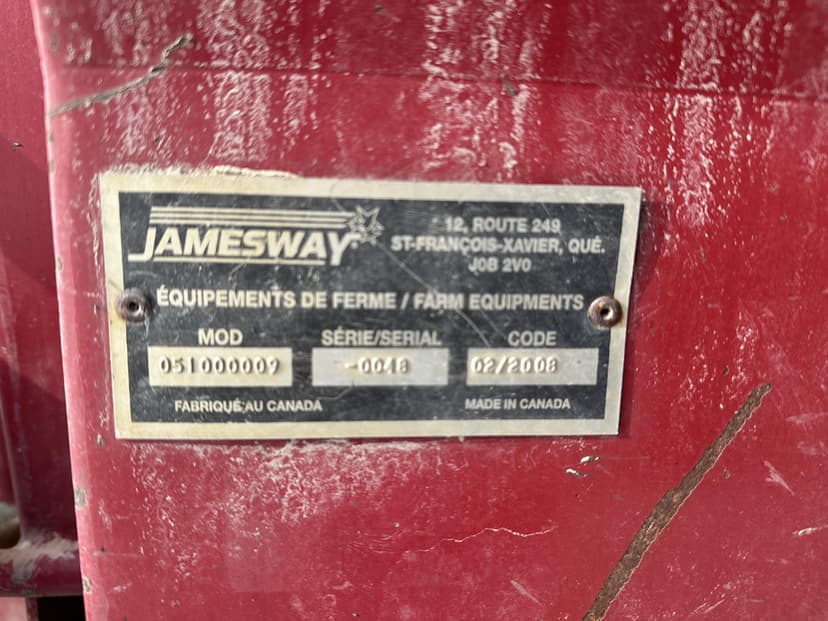 JAMESWAY
12, ROUTE 249
ST-FRANÇOIS-XAVIER, QUÉ.
J0B 2V0
ÉQUIPEMENTS DE FERME / FARM EQUIPMENTS
MOD SÉRIE/SERIAL CODE
051000009 -0048 02/2008
FABRIQUÉ AU CANADA MADE IN CANADA